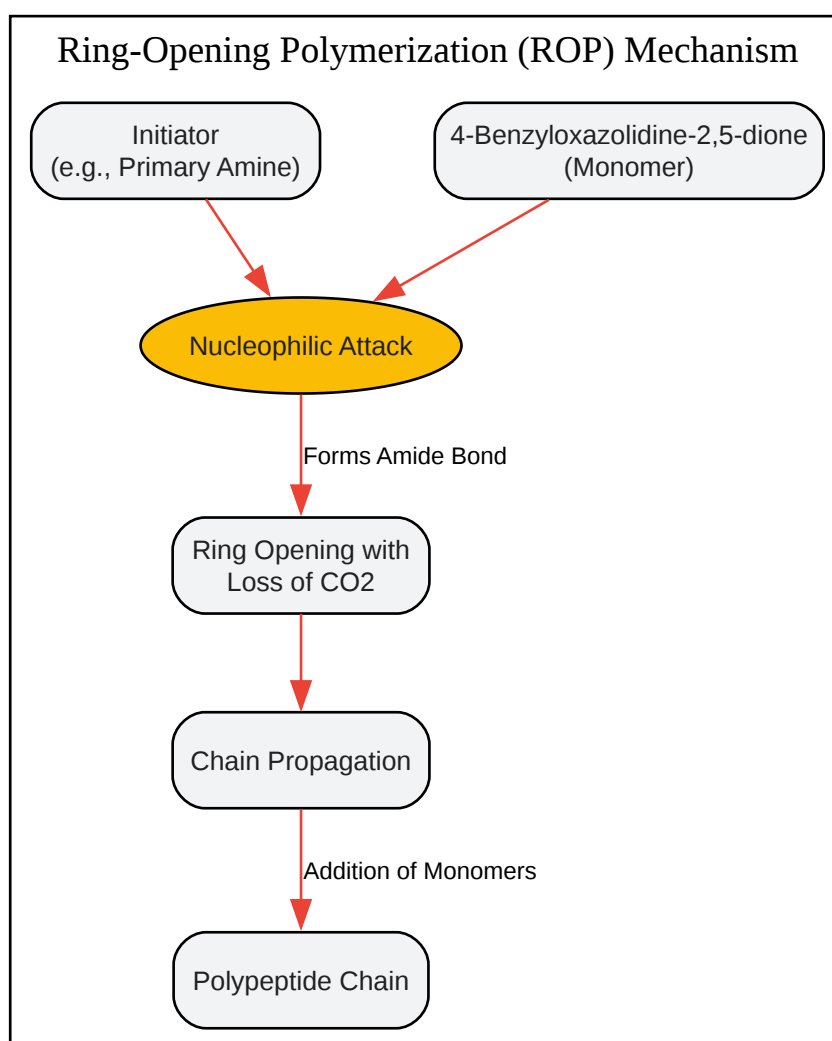 Ring-Opening Polymerization (ROP) Mechanism
Initiator
(e.g., Primary Amine)
4-Benzyloxazolidine-2,5-dione
(Monomer)
Nucleophilic Attack
Forms Amide Bond
Ring Opening with
Loss of CO2
Chain Propagation
Addition of Monomers
Polypeptide Chain